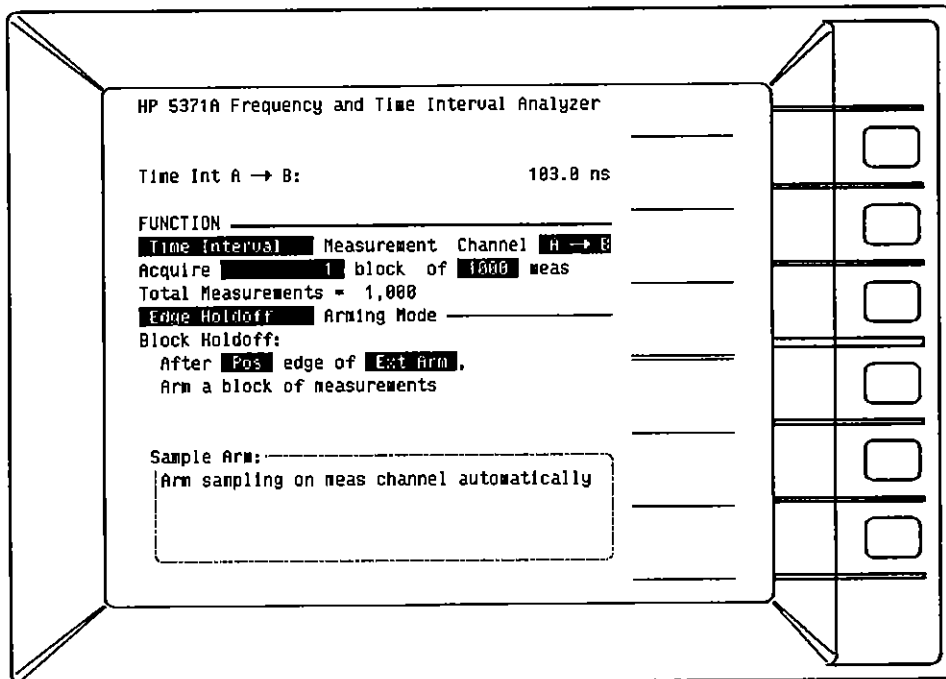 HP 5371A Frequency and Time Interval Analyzer
Time Int A → B: 103.0 ns
FUNCTION
Time Interval Measurement Channel A → B
Acquire 1 block of 1000 meas
Total Measurements = 1,000
Edge Holdoff Arming Mode
Block Holdoff:
After Pos edge of Ext Arm,
Arm a block of measurements
Sample Arm:
Arm sampling on meas channel automatically